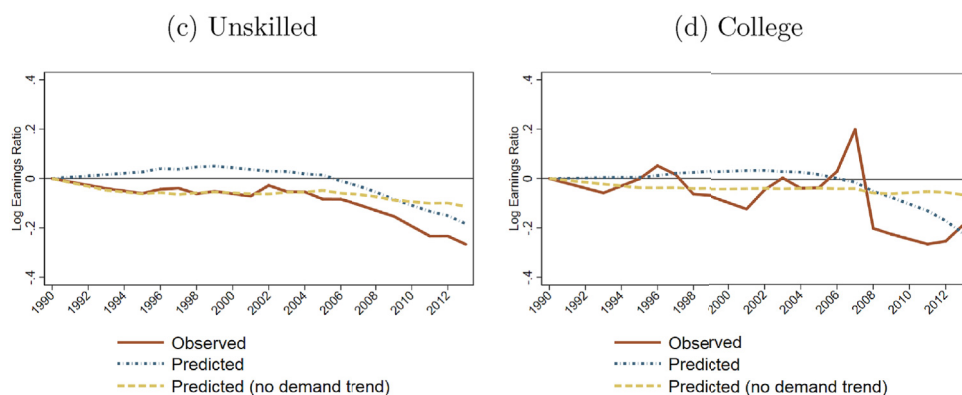 (c) Unskilled
Log Earnings Ratio
.4
.2
0
-.2
-.4
1990 1992 1994 1996 1998 2000 2002 2004 2006 2008 2010 2012
Observed
Predicted
Predicted (no demand trend)
(d) College
Log Earnings Ratio
.4
.2
0
-.2
-.4
1990 1992 1994 1996 1998 2000 2002 2004 2006 2008 2010 2012
Observed
Predicted
Predicted (no demand trend)